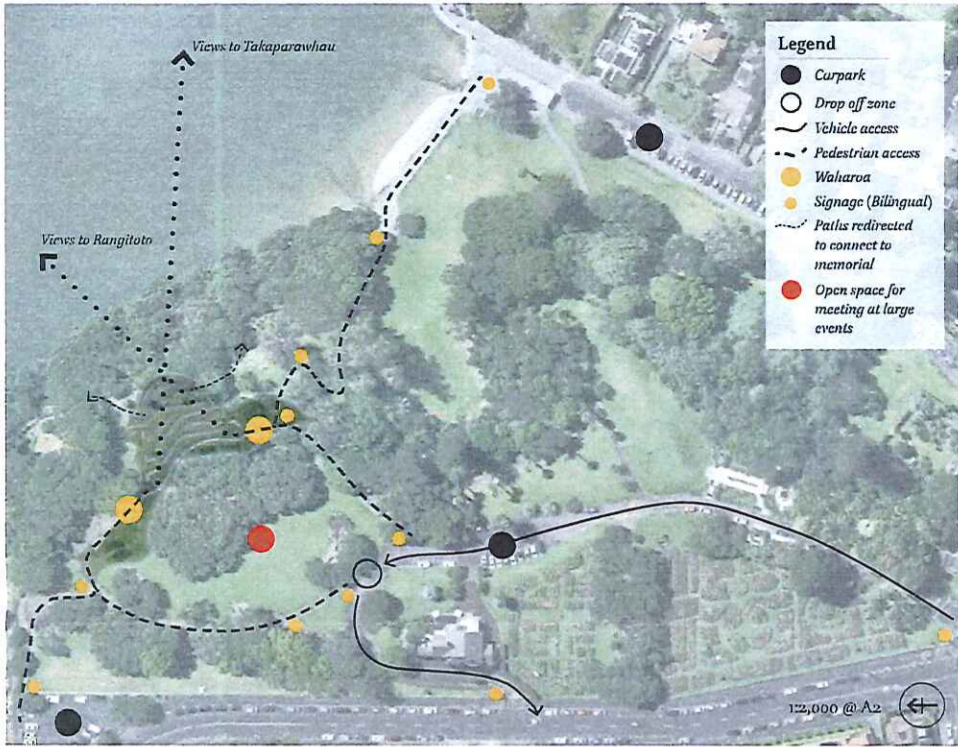 Views to Takaparawhau
Views to Rangitoto
Legend
Carpark
Drop off zone
Vehicle access
Pedestrian access
Waharoa
Signage (Bilingual)
Paths redirected
to connect to
memorial
Open space for
meeting at large
events
1:2,000 @ A2